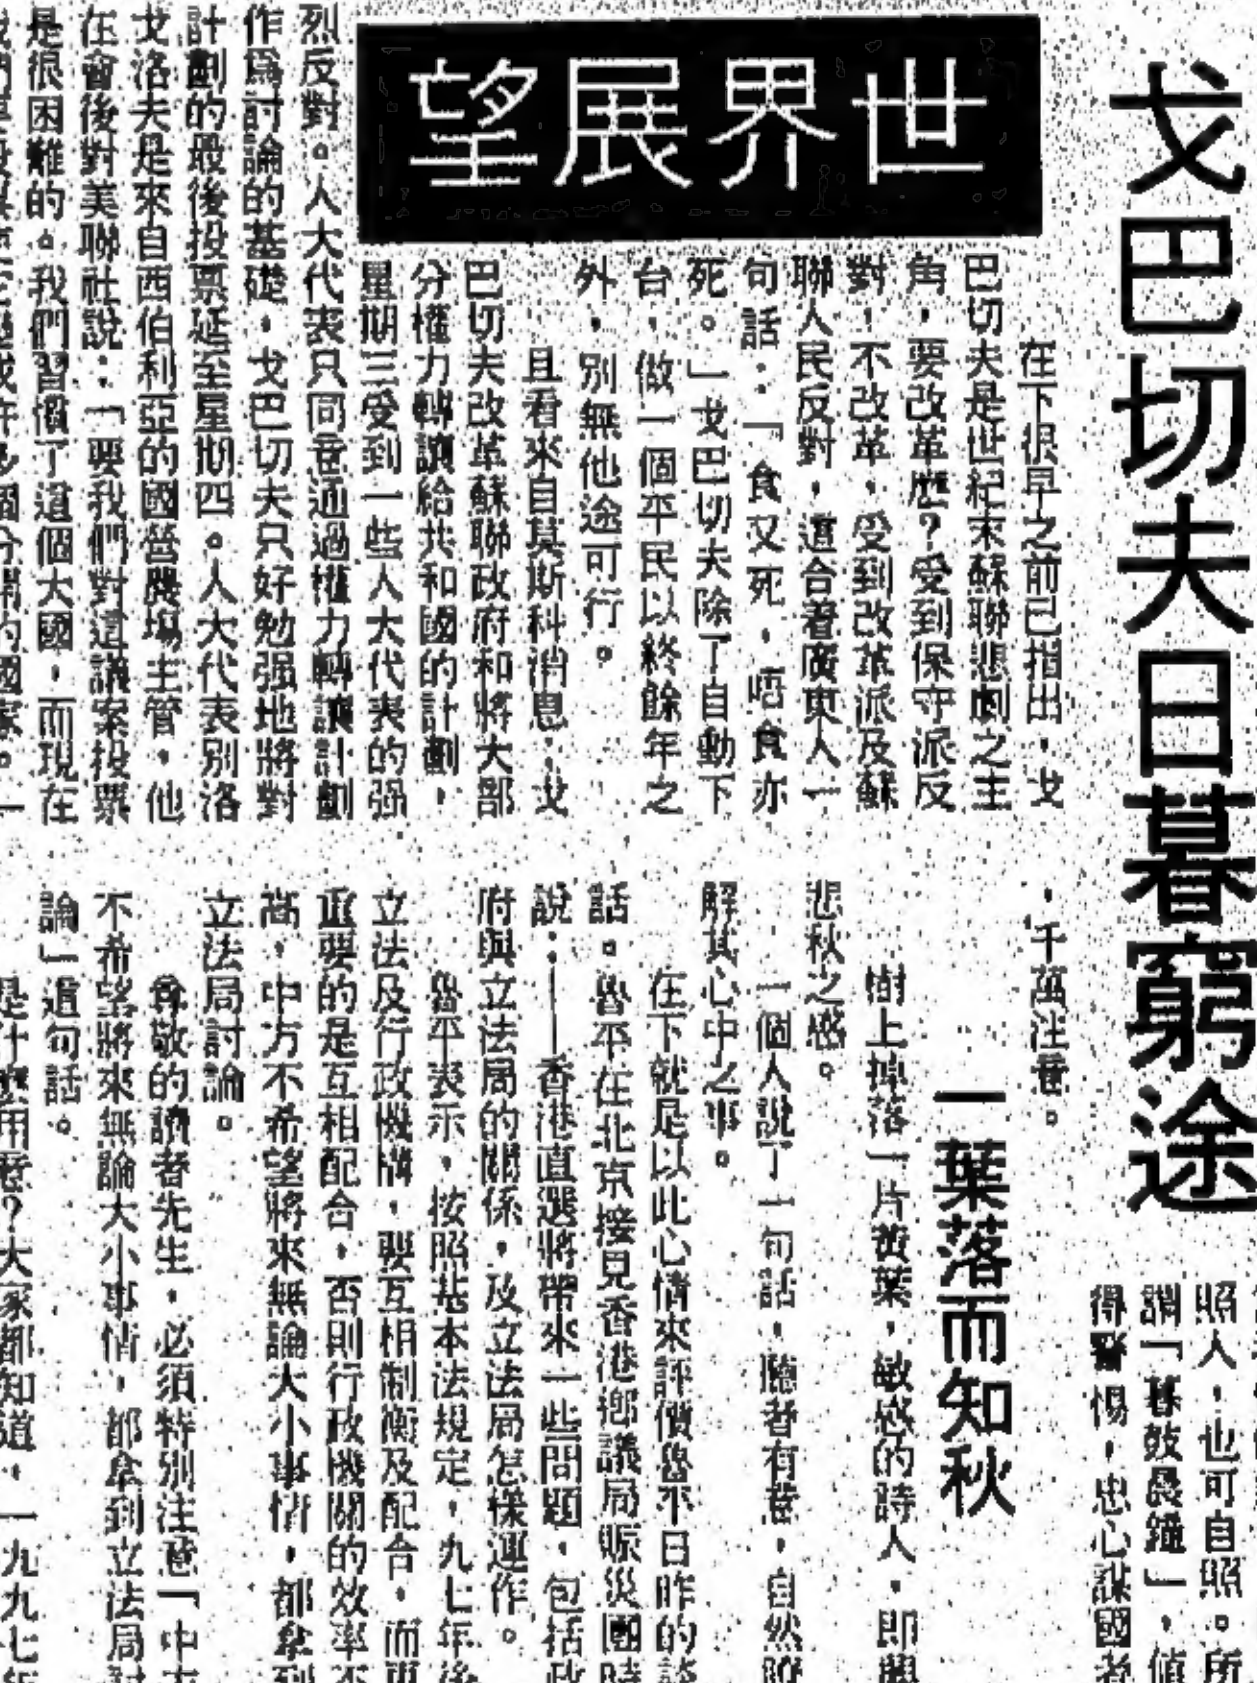 戈巴切夫日暮窮途
世界展望
在下很早之前已指出，戈
巴切夫是世紀末蘇聯悲劇之主
角，要改革麼？受到保守派反
對！不改革，受到改革派及蘇
聯人民反對，適合着廣東人一
句話：「食又死，唔食亦
死。」戈巴切夫除了自動下
台，做一個平民以終餘年之
外，別無他途可行。
且看來自莫斯科消息，戈
巴切夫改革蘇聯政府和將大部
分權力轉讓給共和國的計劃，
星期三受到一些人大代表的强
烈反對。人大代表只同意通過權力轉讓計劃
作爲討論的基礎，戈巴切夫只好勉强地將對
計劃的最後投票延至星期四。人大代表別洛
戈洛夫是來自西伯利亞的國營農場主管，他
在會後對美聯社說：「要我們對這議案投票
是很困難的。我們習慣了這個大國，而現在
照人，也可自照。所
謂「暮鼓晨鐘」，値
得警惕，忠心謀國者
，千萬注意。
一葉落而知秋
樹上掉落一片黃葉，敏感的詩人，即興
悲秋之感。
一個人說了一句話，聽者有意，自然瞭
解其心中之事。
在下就是以此心情來評價魯平日昨的談
話。魯平在北京接見香港鄕議局賑災團時
說：——香港直選將帶來一些問題，包括政
府與立法局的關係，及立法局怎樣運作。
魯平表示，按照基本法規定，九七年後
立法及行政機構，要互相制衡及配合，而更
重要的是互相配合，否則行政機關的效率不
高，中方不希望將來無論大小事情，都拿到
立法局討論。
尊敬的讀者先生，必須特別注意「中方
不希望將來無論大小事情，都拿到立法局討
論」這句話。
是什麼用意？大家都知道，一九九七年